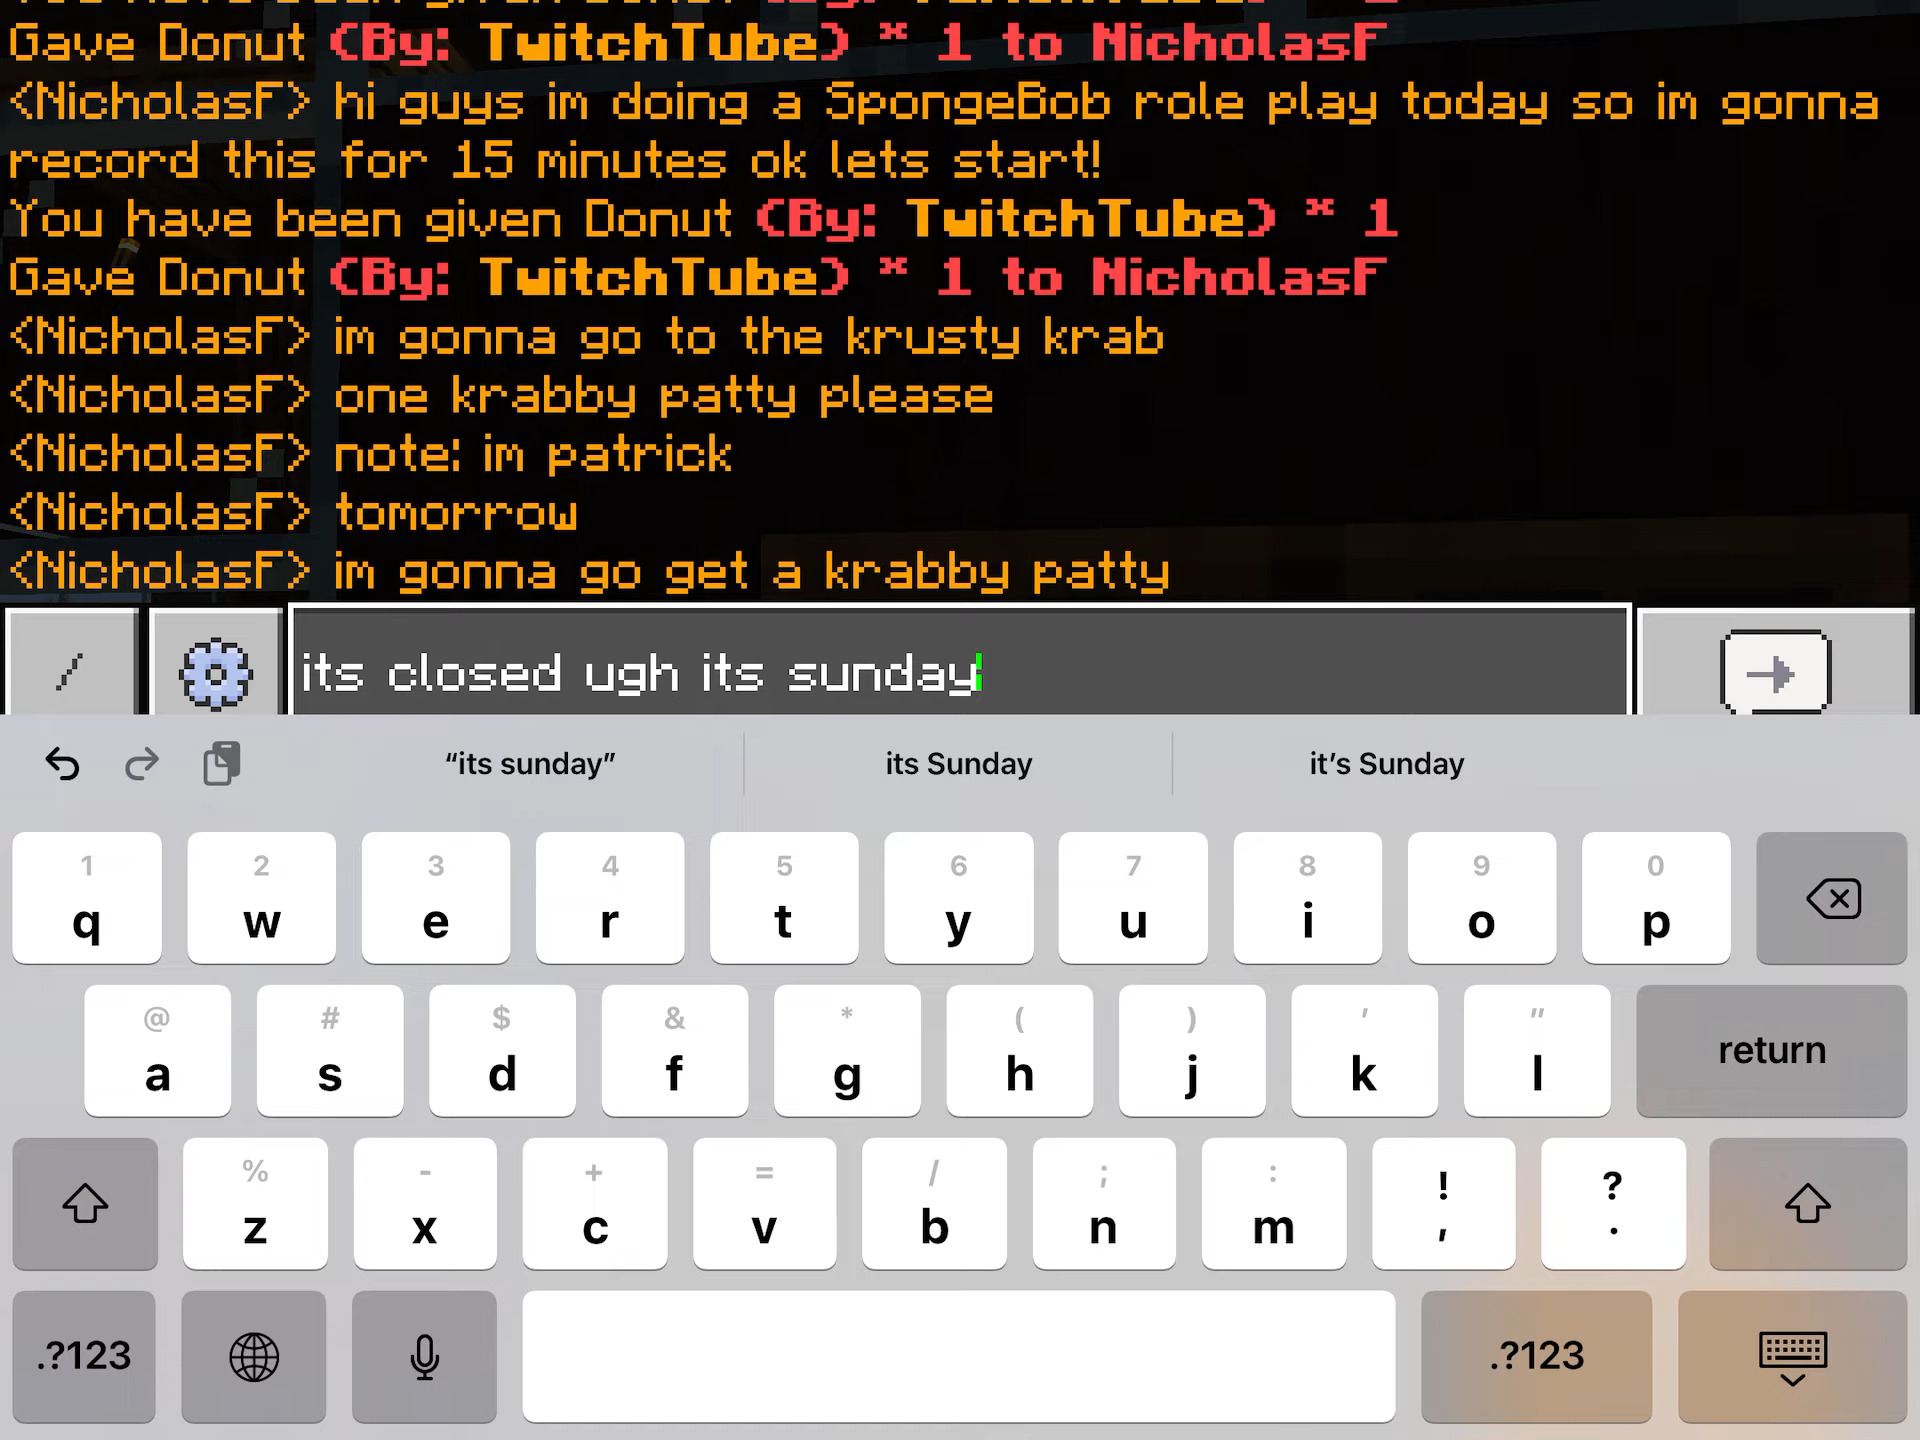 Gave Donut (By: TwitchTube) * 1 to NicholasF
<NicholasF> hi guys im doing a SpongeBob role play today so im gonna
record this for 15 minutes ok lets start!
You have been given Donut (By: TwitchTube) * 1
Gave Donut (By: TwitchTube) * 1 to NicholasF
<NicholasF> im gonna go to the krusty krab
<NicholasF> one krabby patty please
<NicholasF> note: im patrick
<NicholasF> tomorrow
<NicholasF> im gonna go get a krabby patty
/ its closed ugh its sunday
“its sunday” its Sunday it’s Sunday
1 2 3 4 5 6 7 8 9 0
q w e r t y u i o p
@ # $ & * ( ) ' "
a s d f g h j k l return
% - + = / ; : ! ?
z x c v b n m , .
.?123 .?123